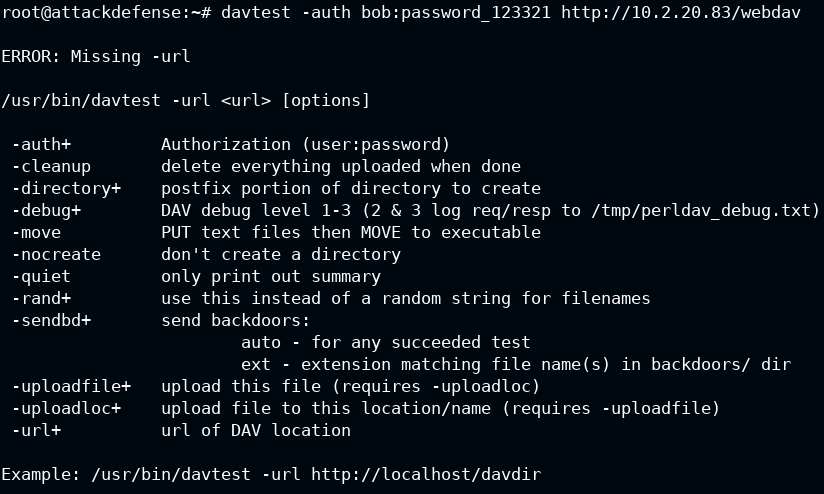 root@attackdefense:~# davtest -auth bob:password_123321 http://10.2.20.83/webdav
ERROR: Missing -url
/usr/bin/davtest -url <url> [options]
-auth+ Authorization (user:password)
-cleanup delete everything uploaded when done
-directory+ postfix portion of directory to create
-debug+ DAV debug level 1-3 (2 & 3 log req/resp to /tmp/perldav_debug.txt)
-move PUT text files then MOVE to executable
-nocreate don't create a directory
-quiet only print out summary
-rand+ use this instead of a random string for filenames
-sendbd+ send backdoors:
auto - for any succeeded test
ext - extension matching file name(s) in backdoors/ dir
-uploadfile+ upload this file (requires -uploadloc)
-uploadloc+ upload file to this location/name (requires -uploadfile)
-url+ url of DAV location
Example: /usr/bin/davtest -url http://localhost/davdir